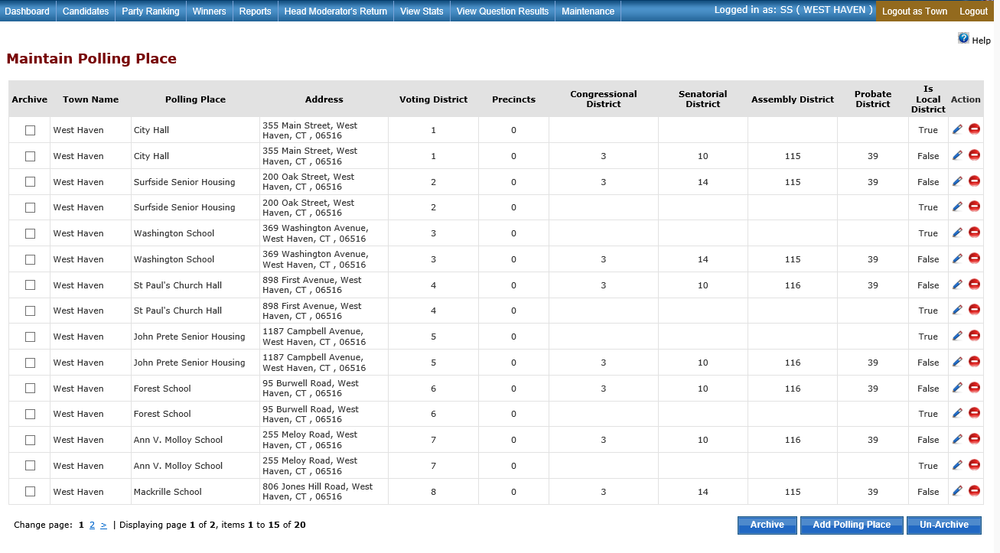 Dashboard Candidates Party Ranking Winners Reports Head Moderator's Return View Stats View Question Results Maintenance Logged in as: SS ( WEST HAVEN ) Logout as Town Logout
Help
Maintain Polling Place
Archive Town Name Polling Place Address Voting District Precincts Congressional District Senatorial District Assembly District Probate District Is Local District Action
West Haven City Hall 355 Main Street, West Haven, CT , 06516 1 0 True
West Haven City Hall 355 Main Street, West Haven, CT , 06516 1 0 3 10 115 39 False
West Haven Surfside Senior Housing 200 Oak Street, West Haven, CT , 06516 2 0 3 14 115 39 False
West Haven Surfside Senior Housing 200 Oak Street, West Haven, CT , 06516 2 0 True
West Haven Washington School 369 Washington Avenue, West Haven, CT , 06516 3 0 True
West Haven Washington School 369 Washington Avenue, West Haven, CT , 06516 3 0 3 14 115 39 False
West Haven St Paul's Church Hall 898 First Avenue, West Haven, CT , 06516 4 0 3 10 116 39 False
West Haven St Paul's Church Hall 898 First Avenue, West Haven, CT , 06516 4 0 True
West Haven John Prete Senior Housing 1187 Campbell Avenue, West Haven, CT , 06516 5 0 True
West Haven John Prete Senior Housing 1187 Campbell Avenue, West Haven, CT , 06516 5 0 3 10 116 39 False
West Haven Forest School 95 Burwell Road, West Haven, CT , 06516 6 0 3 10 116 39 False
West Haven Forest School 95 Burwell Road, West Haven, CT , 06516 6 0 True
West Haven Ann V. Molloy School 255 Meloy Road, West Haven, CT , 06516 7 0 3 10 116 39 False
West Haven Ann V. Molloy School 255 Meloy Road, West Haven, CT , 06516 7 0 True
West Haven Mackrille School 806 Jones Hill Road, West Haven, CT , 06516 8 0 3 14 115 39 False
Change page: 1 2 > | Displaying page 1 of 2, items 1 to 15 of 20 Archive Add Polling Place Un-Archive